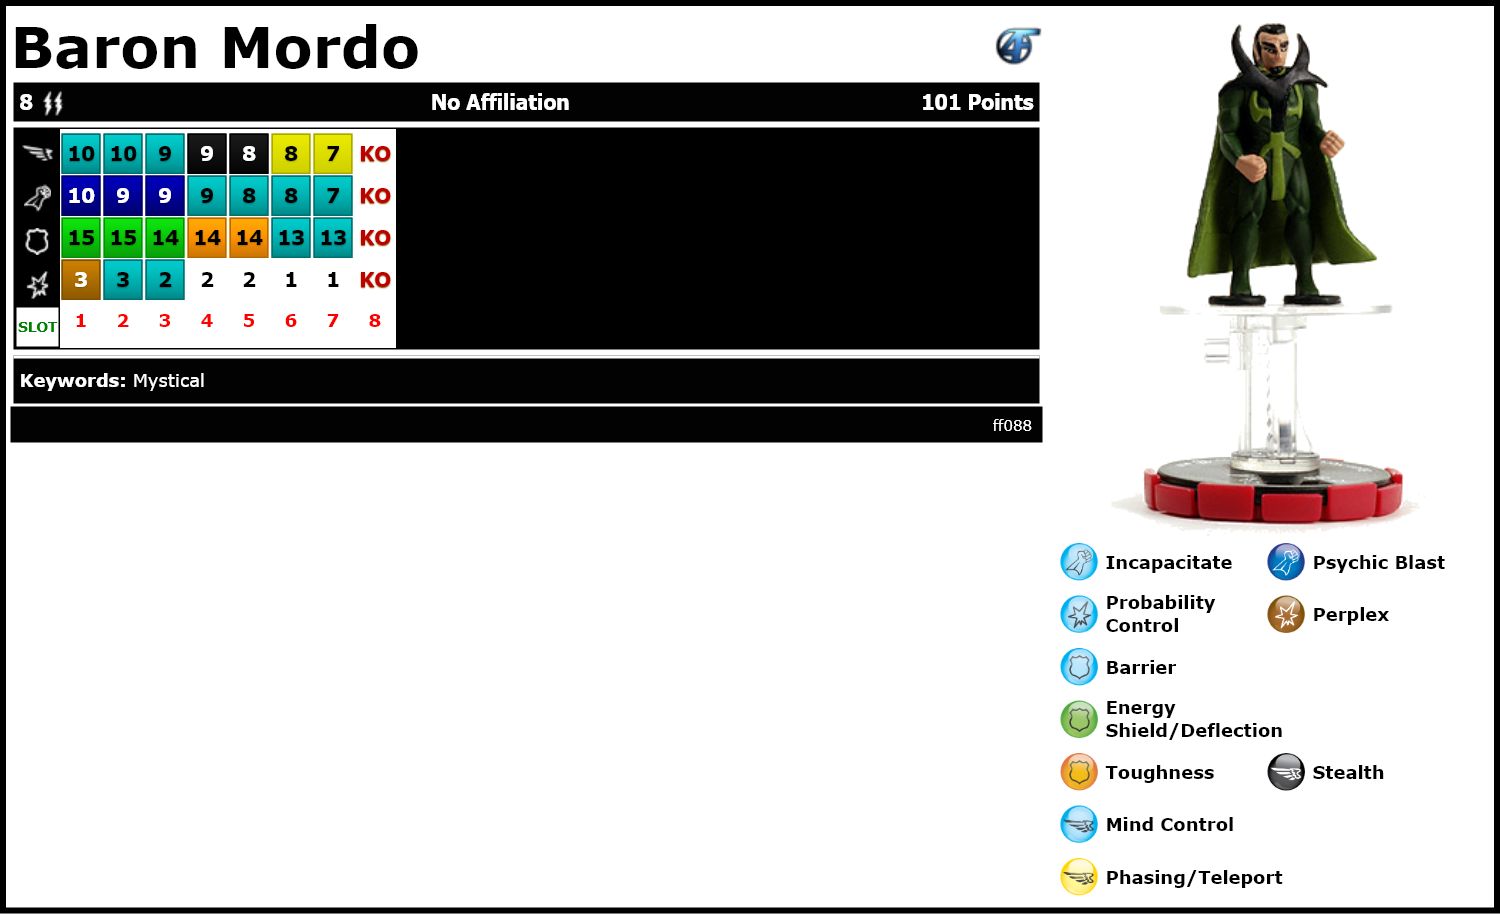 Baron Mordo
8 No Affiliation 101 Points
10 10 9 9 8 8 7 KO
10 9 9 9 8 8 7 KO
15 15 14 14 14 13 13 KO
3 3 2 2 2 1 1 KO
SLOT 1 2 3 4 5 6 7 8
Keywords: Mystical
ff088
Incapacitate
Psychic Blast
Probability
Control
Perplex
Barrier
Energy
Shield/Deflection
Toughness
Stealth
Mind Control
Phasing/Teleport